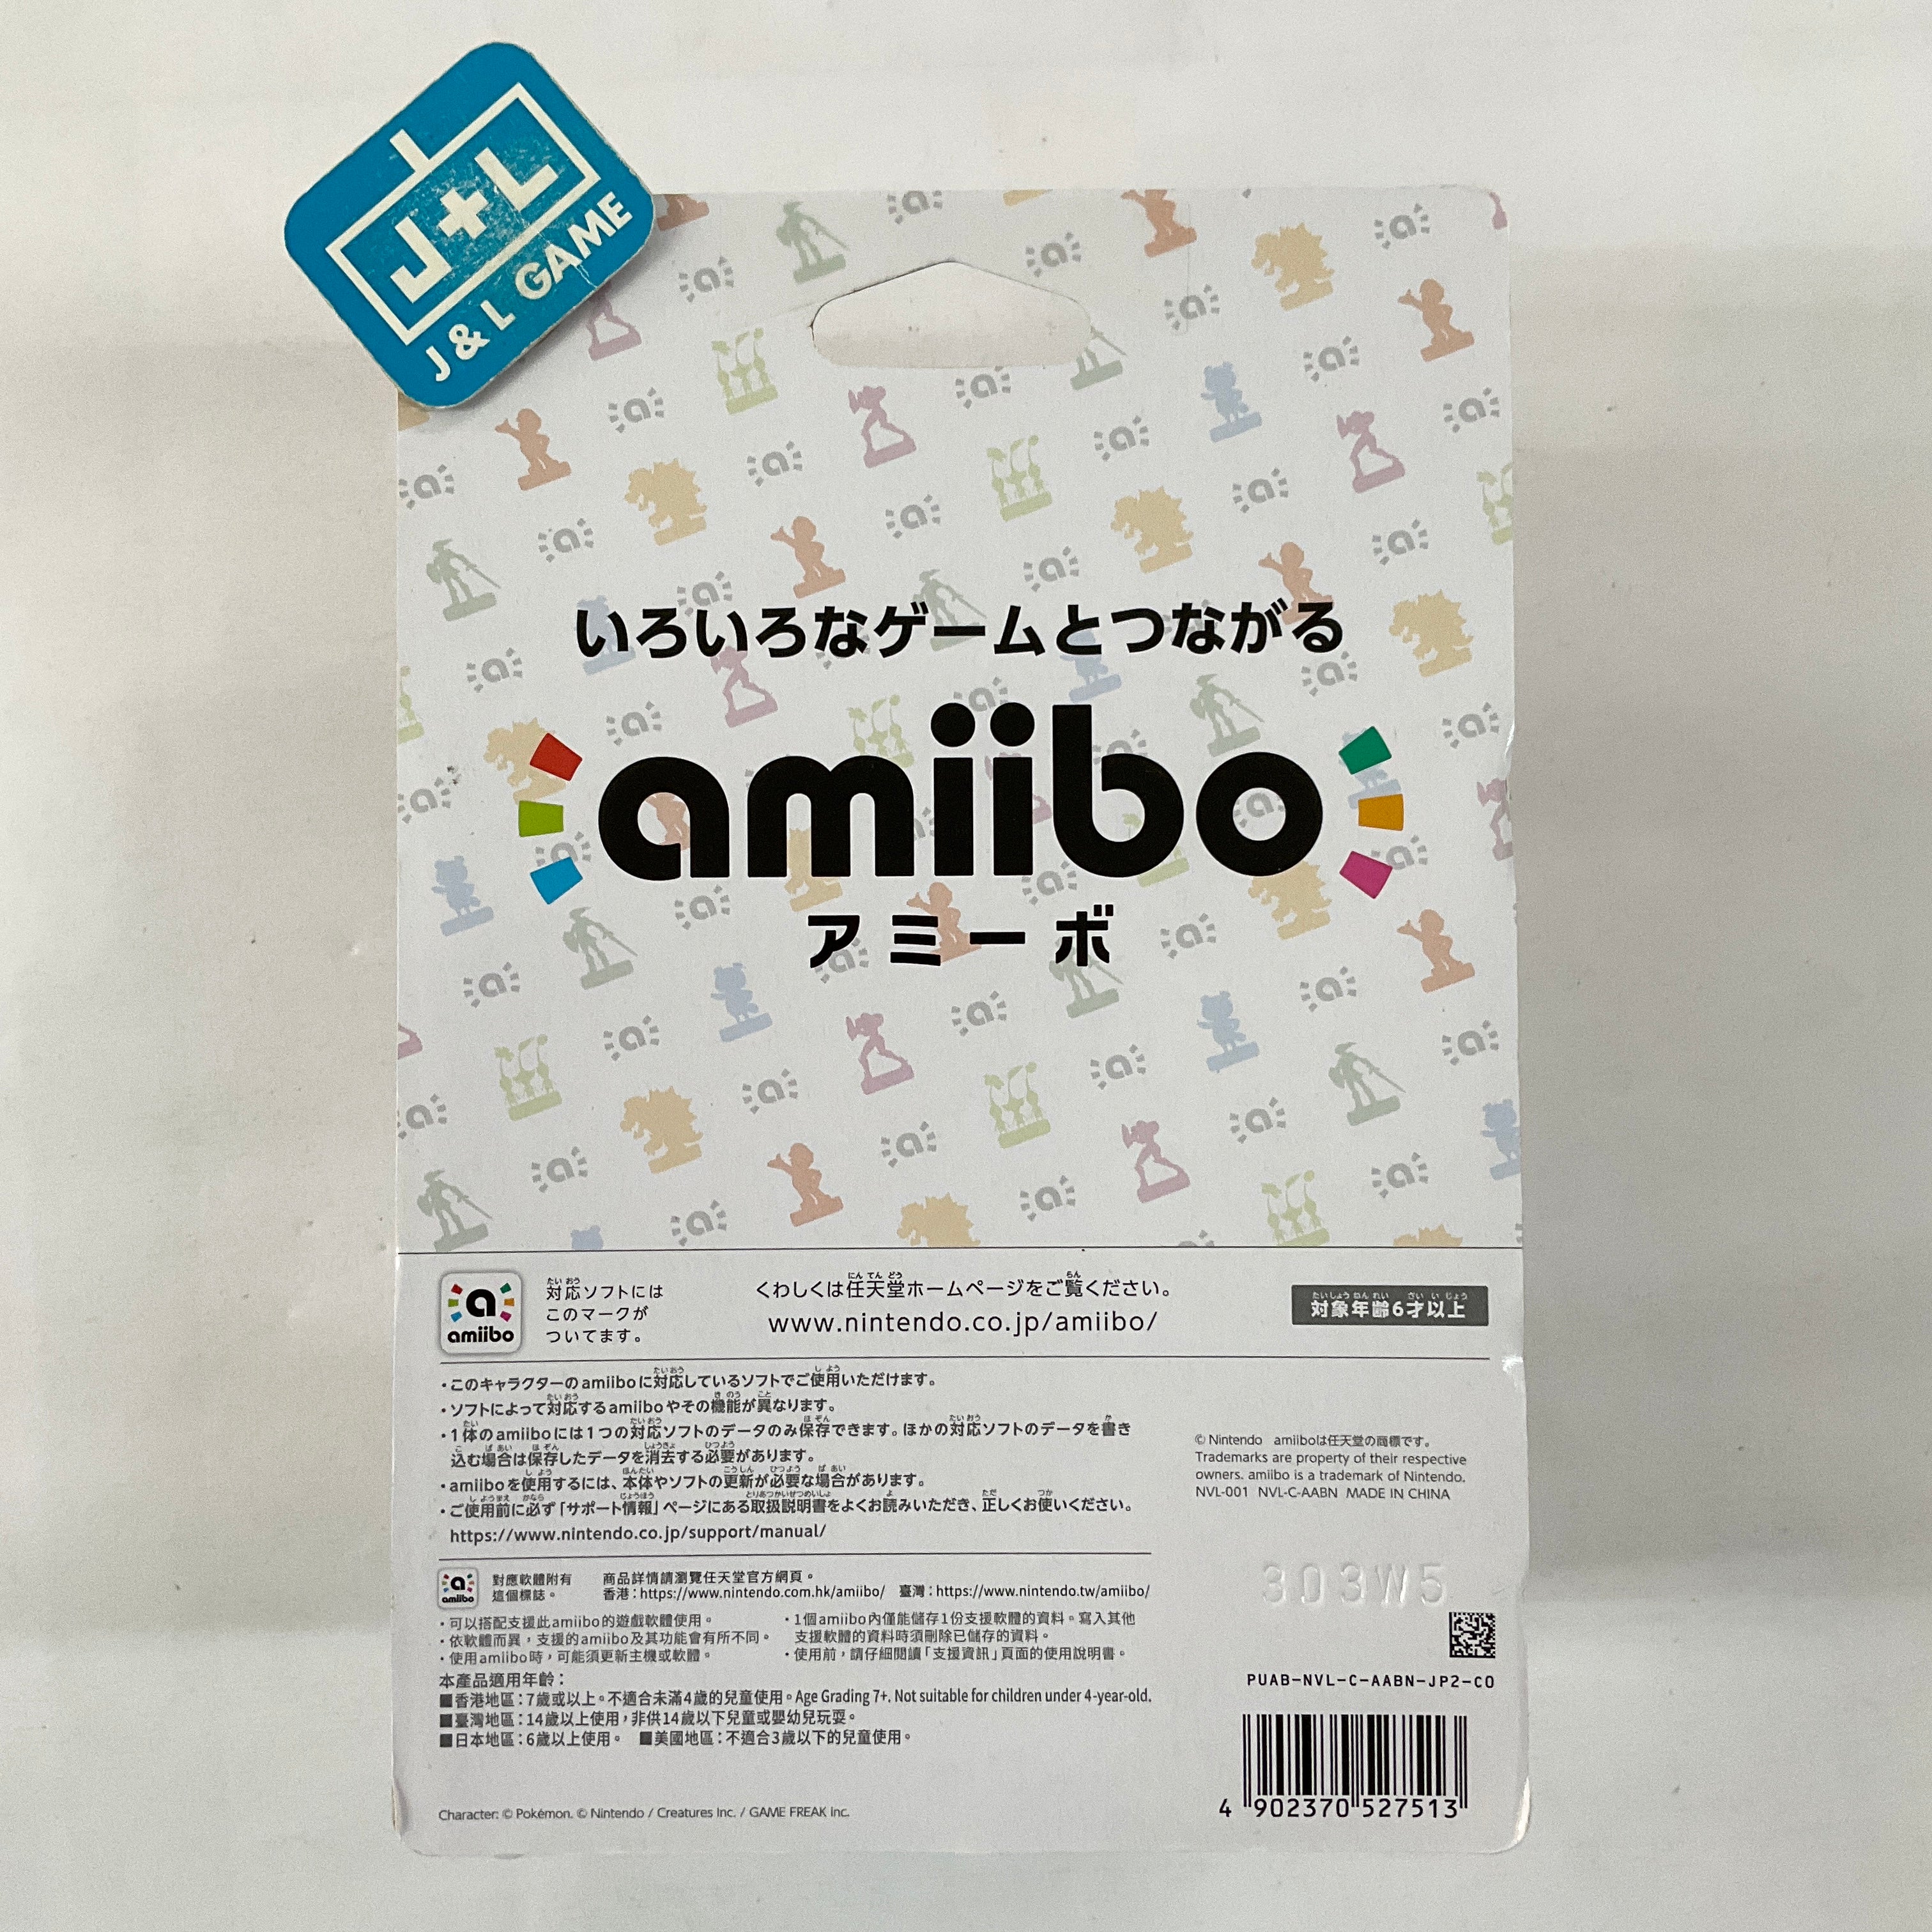 J+L
J & L GAME
いろいろなゲームとつながる
amiibo
アミーボ
a
amiibo
対応ソフトには
このマークが
ついてます。
くわしくは任天堂ホームページをご覧ください。
www.nintendo.co.jp/amiibo/
対象年齢6才以上
・このキャラクターのamiiboに対応しているソフトでご使用いただけます。
・ソフトによって対応するamiiboやその機能が異なります。
・1体のamiiboには1つの対応ソフトのデータのみ保存できます。ほかの対応ソフトのデータを書き
込む場合は保存したデータを消去する必要があります。
・amiiboを使用するには、本体やソフトの更新が必要な場合があります。
・ご使用前に必ず「サポート情報」ページにある取扱説明書をよくお読みいただき、正しくお使いください。
https://www.nintendo.co.jp/support/manual/
© Nintendo amiiboは任天堂の商標です。
Trademarks are property of their respective
owners. amiibo is a trademark of Nintendo.
NVL-001 NVL-C-AABN MADE IN CHINA
303W5
a
amiibo
對應軟體附有
這個標誌。
商品詳情請瀏覽任天堂官方網頁。
香港：https://www.nintendo.com.hk/amiibo/ 臺灣：https://www.nintendo.tw/amiibo/
・可以搭配支援此amiibo的遊戲軟體使用。
・依軟體而異，支援的amiibo及其功能會有所不同。
・使用amiibo時，可能須更新主機或軟體。
・1個amiibo內僅能儲存1份支援軟體的資料。寫入其他
支援軟體的資料時須刪除已儲存的資料。
・使用前，請仔細閱讀「支援資訊」頁面的使用說明書。
本產品適用年齡：
■香港地區：7歲或以上。不適合未滿4歲的兒童使用。Age Grading 7+. Not suitable for children under 4-year-old.
■臺灣地區：14歲以上使用，非供14歲以下兒童或嬰幼兒玩耍。
■日本地區：6歲以上使用。 ■美國地區：不適合3歲以下的兒童使用。
PUAB-NVL-C-AABN-JP2-C0
4 902370 527513
Character: © Pokémon. © Nintendo / Creatures Inc. / GAME FREAK inc.